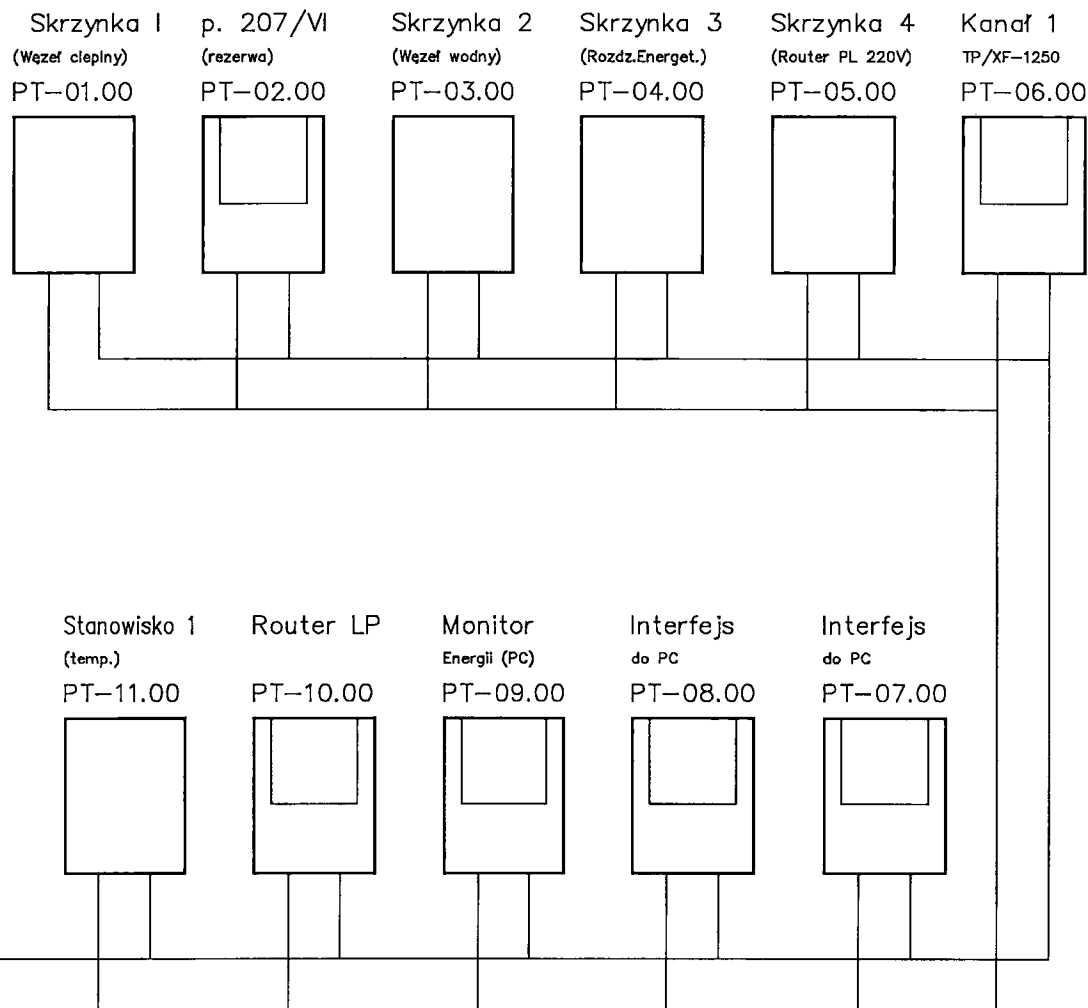 Skrzynka I
(Węzeł cieplny)
PT-01.00
p. 207/VI
(rezerwa)
PT-02.00
Skrzynka 2
(Węzeł wodny)
PT-03.00
Skrzynka 3
(Rozdz.Energet.)
PT-04.00
Skrzynka 4
(Router PL 220V)
PT-05.00
Kanał 1
TP/XF-1250
PT-06.00
Stanowisko 1
(temp.)
PT-11.00
Router LP
PT-10.00
Monitor
Energii (PC)
PT-09.00
Interfejs
do PC
PT-08.00
Interfejs
do PC
PT-07.00